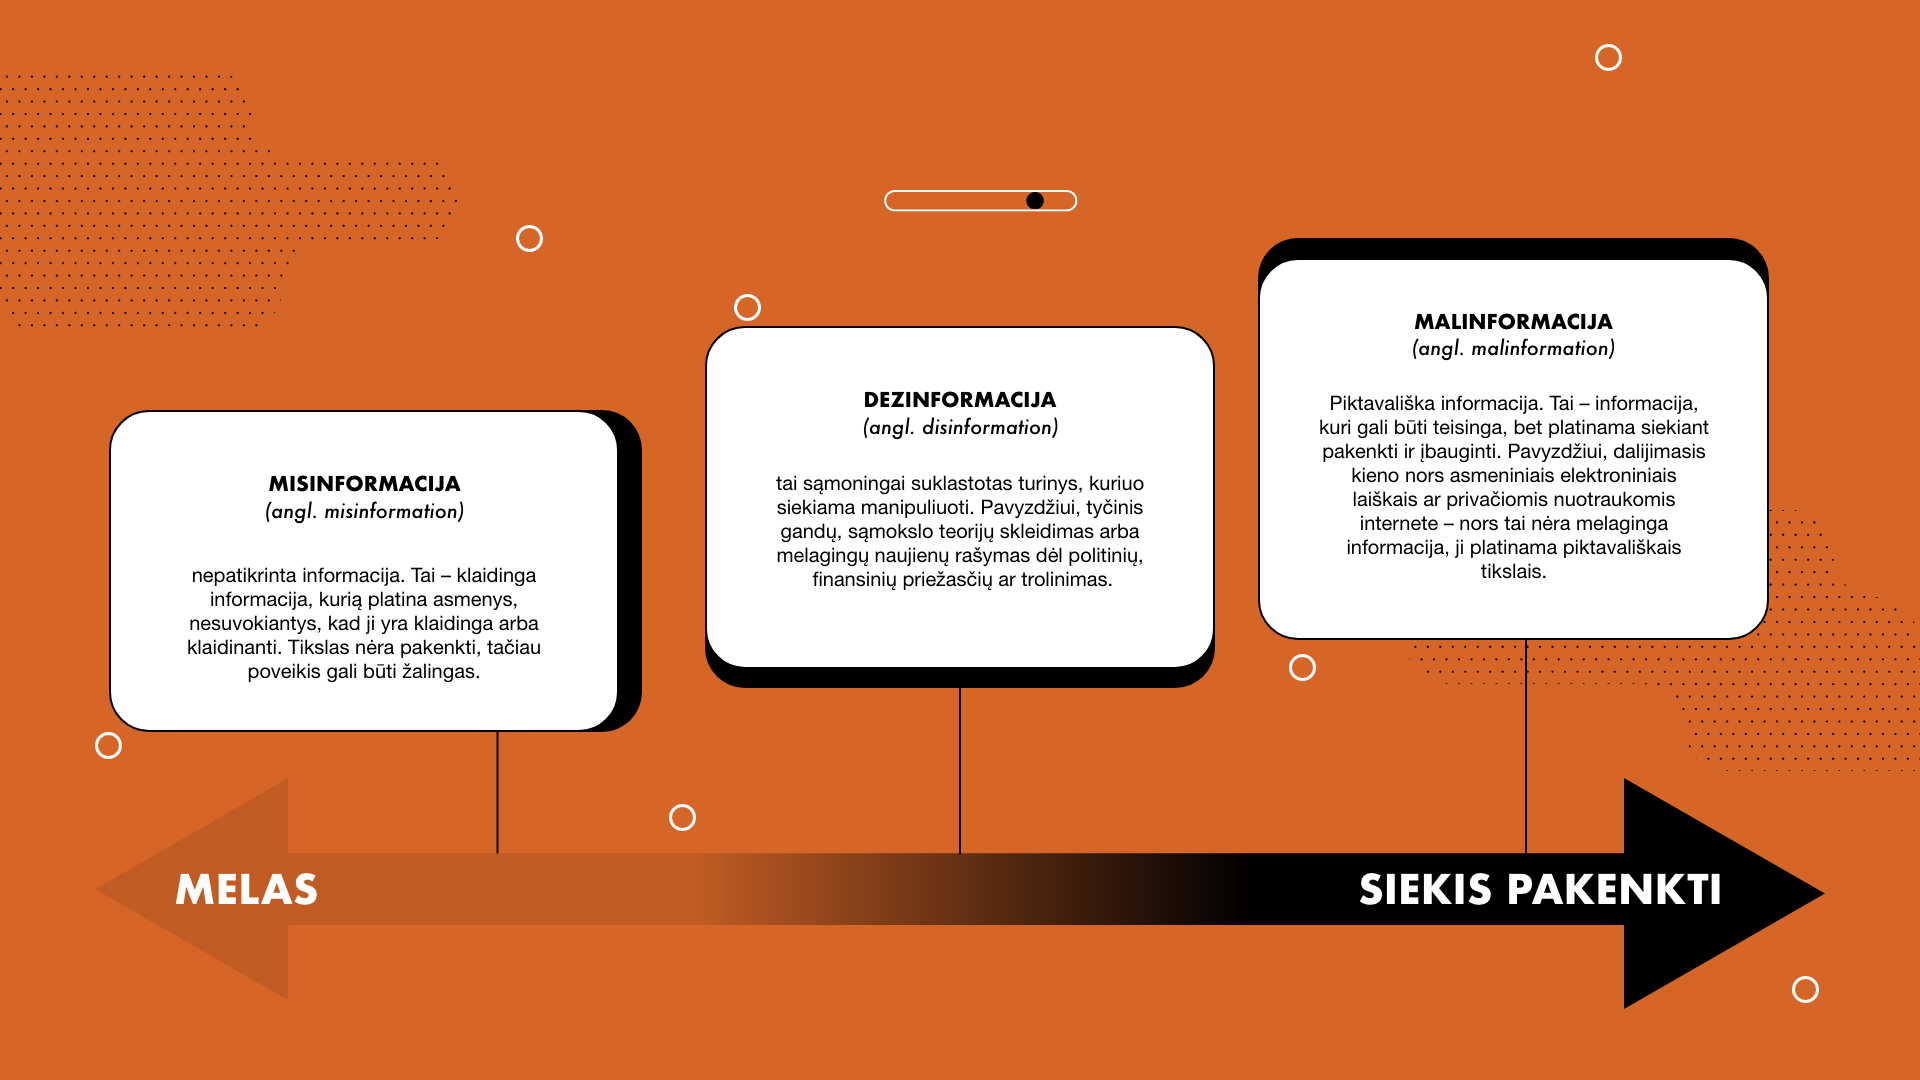 MISINFORMACIJA
(angl. misinformation)
nepatikrinta informacija. Tai – klaidinga
informacija, kurią platina asmenys,
nesuvokiantys, kad ji yra klaidinga arba
klaidinanti. Tikslas nėra pakenkti, tačiau
poveikis gali būti žalingas.
DEZINFORMACIJA
(angl. disinformation)
tai sąmoningai suklastotas turinys, kuriuo
siekiama manipuliuoti. Pavyzdžiui, tyčinis
gandų, sąmokslo teorijų skleidimas arba
melagingų naujienų rašymas dėl politinių,
finansinių priežasčių ar trolinimas.
MALINFORMACIJA
(angl. malinformation)
Piktavališka informacija. Tai – informacija,
kuri gali būti teisinga, bet platinama siekiant
pakenkti ir įbauginti. Pavyzdžiui, dalijimasis
kieno nors asmeniniais elektroniniais
laiškais ar privačiomis nuotraukomis
internete – nors tai nėra melaginga
informacija, ji platinama piktavališkais
tikslais.
MELAS
SIEKIS PAKENKTI